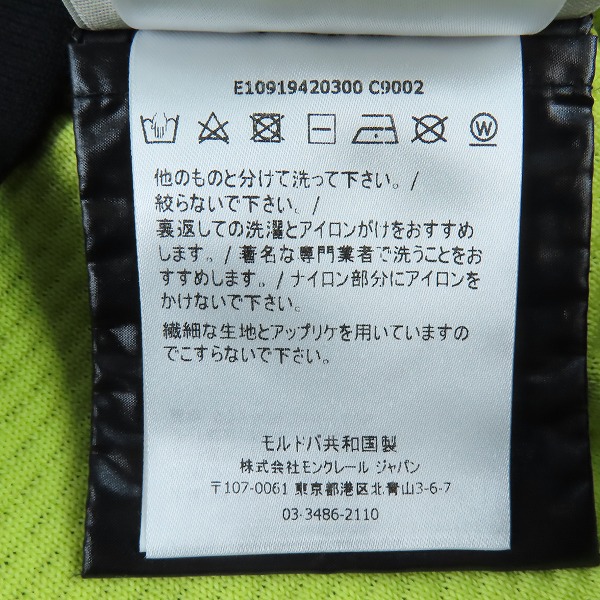 E10919420300 C9002
W
他のものと分けて洗って下さい。/
絞らないで下さい。/
裏返しての洗濯とアイロンがけをおすすめ
します。/ 著名な専門業者で洗うことをお
すすめします。/ ナイロン部分にアイロンを
かけないで下さい。
繊細な生地とアップリケを用いていますの
でこすらないで下さい。
モルドバ共和国製
株式会社モンクレール ジャパン
〒107-0061 東京都港区北青山3-6-7
03-3486-2110